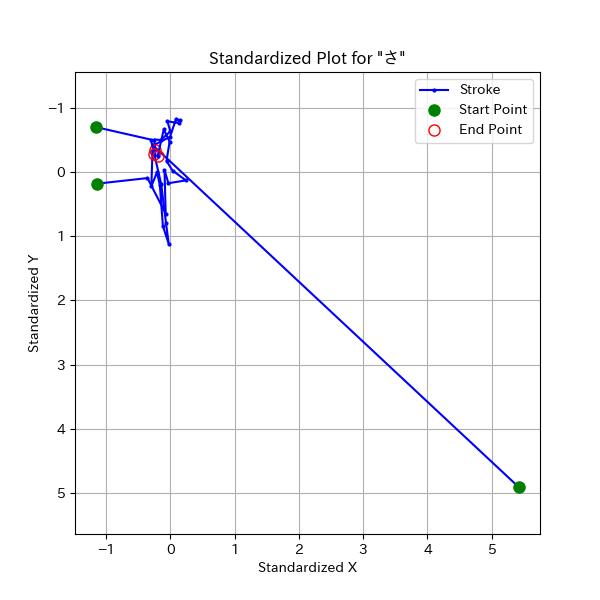 Standardized Plot for "さ"
Stroke
Start Point
End Point
−1
0
1
2
3
4
5
Standardized Y
−1 0 1 2 3 4 5
Standardized X